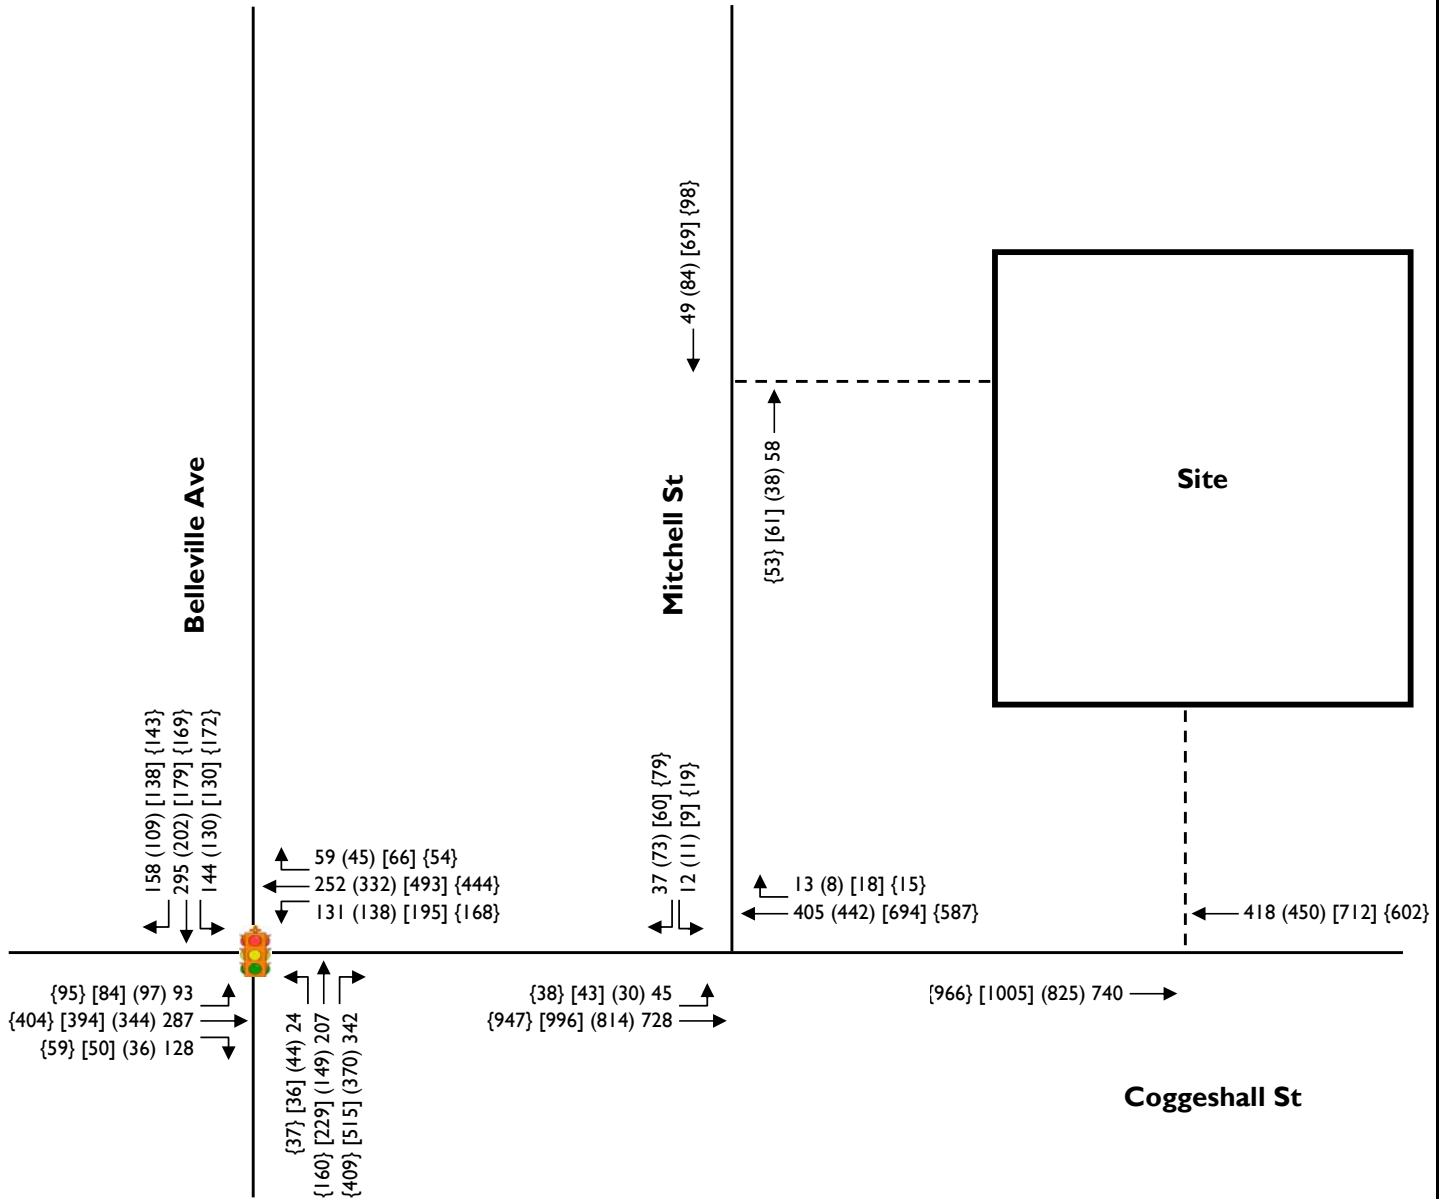 49 (84) [69] {98}
{53} [61] (38) 58
Site
Belleville Ave
Mitchell St
158 (109) [138] {143}
295 (202) [179] {169}
144 (130) [130] {172}
37 (73) [60] {79}
12 (11) [9] {19}
59 (45) [66] {54}
252 (332) [493] {444}
131 (138) [195] {168}
13 (8) [18] {15}
405 (442) [694] {587}
418 (450) [712] {602}
{95} [84] (97) 93
{404} [394] (344) 287
{59} [50] (36) 128
{37} [36] (44) 24
{160} [229] (149) 207
{409} [515] (370) 342
{38} [43] (30) 45
{947} [996] (814) 728
{966} [1005] (825) 740
Coggeshall St